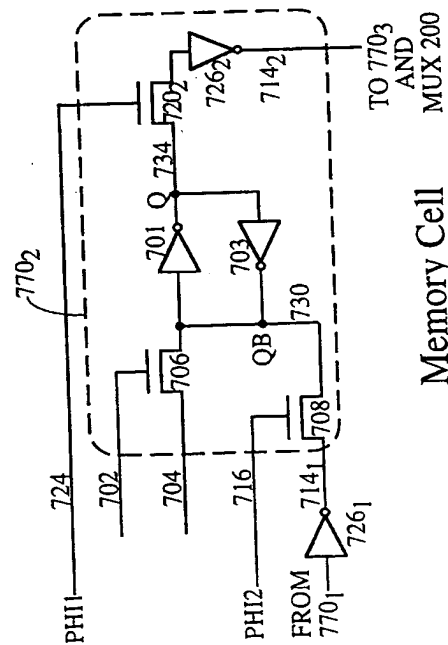 770₂
PHI1
724
702
704
706
716
PHI2
708
FROM
770₁
714₁
726₁
701
703
Q
734
QB
730
720₂
726₂
714₂
TO 770₃
AND
MUX 200
Memory Cell